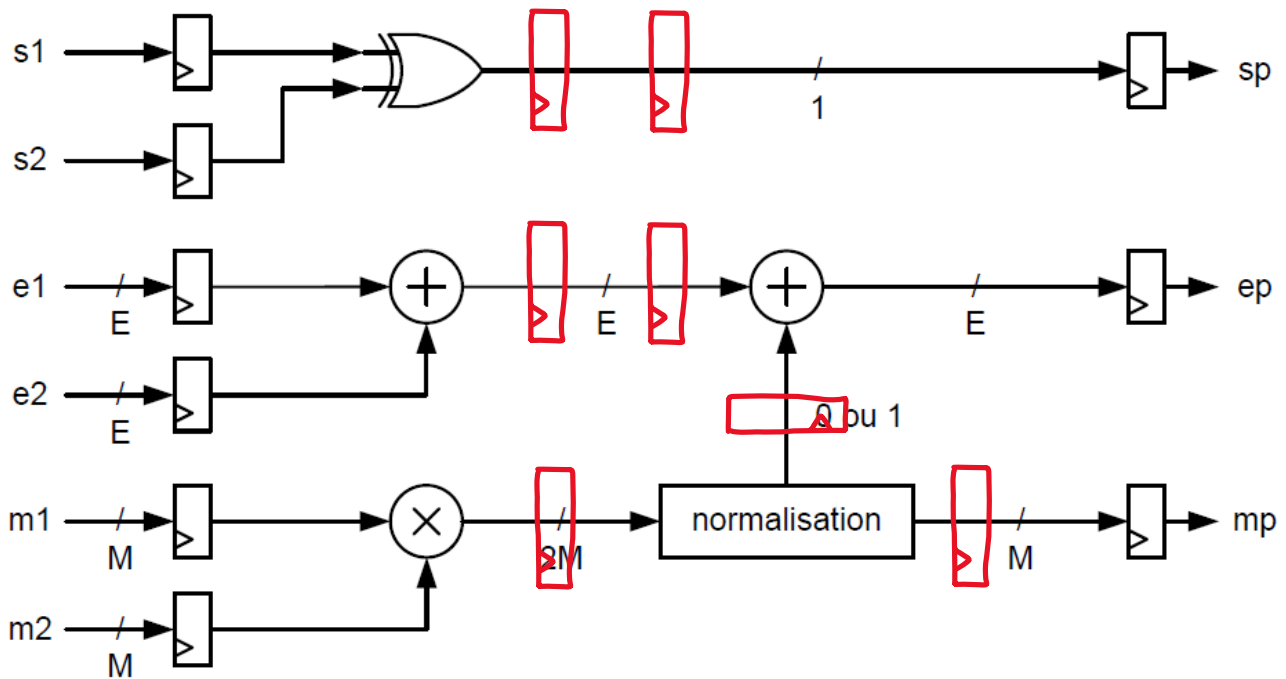 s1
/
1
sp
s2
e1
/
E
/
E
/
E
ep
e2
/
E
0 ou 1
m1
/
M
/
2M
normalisation
/
M
mp
m2
/
M